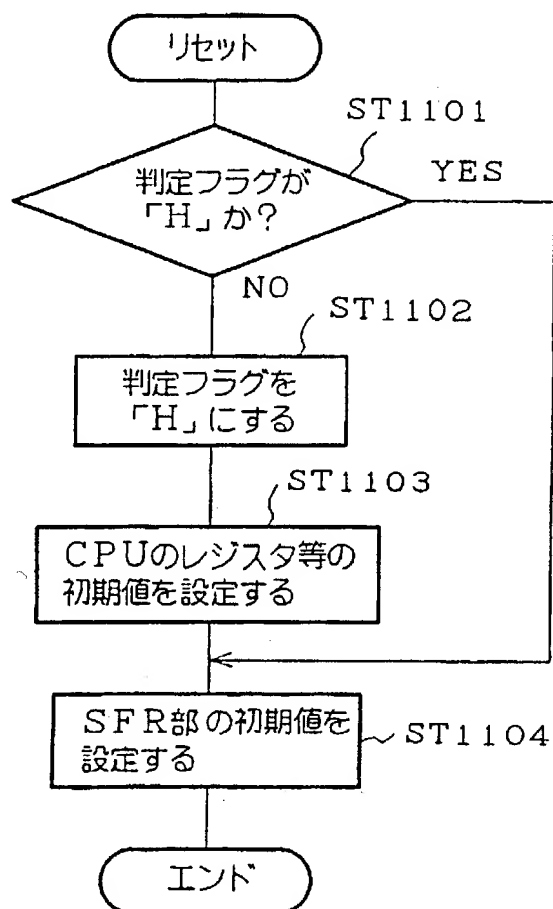 リセット
ST1101
判定フラグが
「H」か?
YES
NO
ST1102
判定フラグを
「H」にする
ST1103
CPUのレジスタ等の
初期値を設定する
SFR部の初期値を
設定する
ST1104
エンド